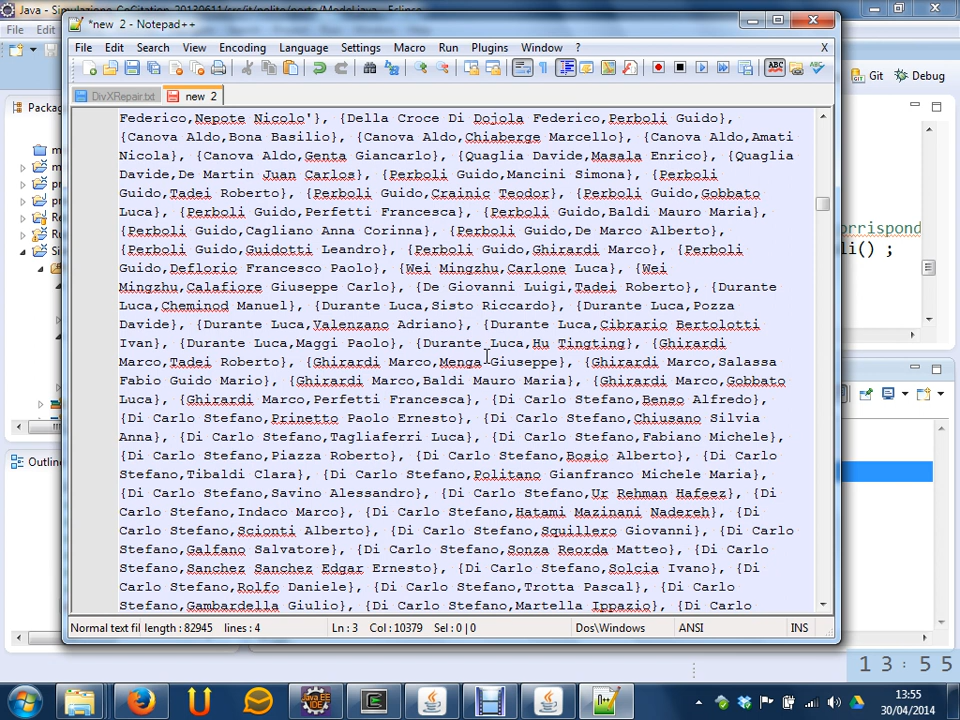 Java - Simulazione CoCitation 20130611/src/it/polito/porto/Model.java - Eclipse
*new 2 - Notepad++
File
File Edit Search View Encoding Language Settings Macro Run Plugins Window ? X
Git Debug
DivXRepair.txt new 2
Packag
Federico,Nepote Nicolo'}, {Della Croce Di Dojola Federico,Perboli Guido},
{Canova Aldo,Bona Basilio}, {Canova Aldo,Chiaberge Marcello}, {Canova Aldo,Amati
Nicola}, {Canova Aldo,Genta Giancarlo}, {Quaglia Davide,Masala Enrico}, {Quaglia
Davide,De Martin Juan Carlos}, {Perboli Guido,Mancini Simona}, {Perboli
Guido,Tadei Roberto}, {Perboli Guido,Crainic Teodor}, {Perboli Guido,Gobbato
Luca}, {Perboli Guido,Perfetti Francesca}, {Perboli Guido,Baldi Mauro Maria},
{Perboli Guido,Cagliano Anna Corinna}, {Perboli Guido,De Marco Alberto},
{Perboli Guido,Guidotti Leandro}, {Perboli Guido,Ghirardi Marco}, {Perboli
Guido,Deflorio Francesco Paolo}, {Wei Mingzhu,Carlone Luca}, {Wei
Mingzhu,Calafiore Giuseppe Carlo}, {De Giovanni Luigi,Tadei Roberto}, {Durante
Luca,Cheminod Manuel}, {Durante Luca,Sisto Riccardo}, {Durante Luca,Pozza
Davide}, {Durante Luca,Valenzano Adriano}, {Durante Luca,Cibrario Bertolotti
Ivan}, {Durante Luca,Maggi Paolo}, {Durante Luca,Hu Tingting}, {Ghirardi
Marco,Tadei Roberto}, {Ghirardi Marco,Menga Giuseppe}, {Ghirardi Marco,Salassa
Fabio Guido Mario}, {Ghirardi Marco,Baldi Mauro Maria}, {Ghirardi Marco,Gobbato
Luca}, {Ghirardi Marco,Perfetti Francesca}, {Di Carlo Stefano,Benso Alfredo},
{Di Carlo Stefano,Prinetto Paolo Ernesto}, {Di Carlo Stefano,Chiusano Silvia
Anna}, {Di Carlo Stefano,Tagliaferri Luca}, {Di Carlo Stefano,Fabiano Michele},
{Di Carlo Stefano,Piazza Roberto}, {Di Carlo Stefano,Bosio Alberto}, {Di Carlo
Stefano,Tibaldi Clara}, {Di Carlo Stefano,Politano Gianfranco Michele Maria},
{Di Carlo Stefano,Savino Alessandro}, {Di Carlo Stefano,Ur Rehman Hafeez}, {Di
Carlo Stefano,Indaco Marco}, {Di Carlo Stefano,Hatami Mazinani Nadereh}, {Di
Carlo Stefano,Scionti Alberto}, {Di Carlo Stefano,Squillero Giovanni}, {Di Carlo
Stefano,Galfano Salvatore}, {Di Carlo Stefano,Sonza Reorda Matteo}, {Di Carlo
Stefano,Sanchez Sanchez Edgar Ernesto}, {Di Carlo Stefano,Solcia Ivano}, {Di
Carlo Stefano,Rolfo Daniele}, {Di Carlo Stefano,Trotta Pascal}, {Di Carlo
Stefano,Gambardella Giulio}, {Di Carlo Stefano,Martella Ippazio}, {Di Carlo
orrispond
li() ;
Outline
Normal text fil length : 82945 lines : 4 Ln : 3 Col : 10379 Sel : 0 | 0 Dos\Windows ANSI INS
13:55
13:55
30/04/2014